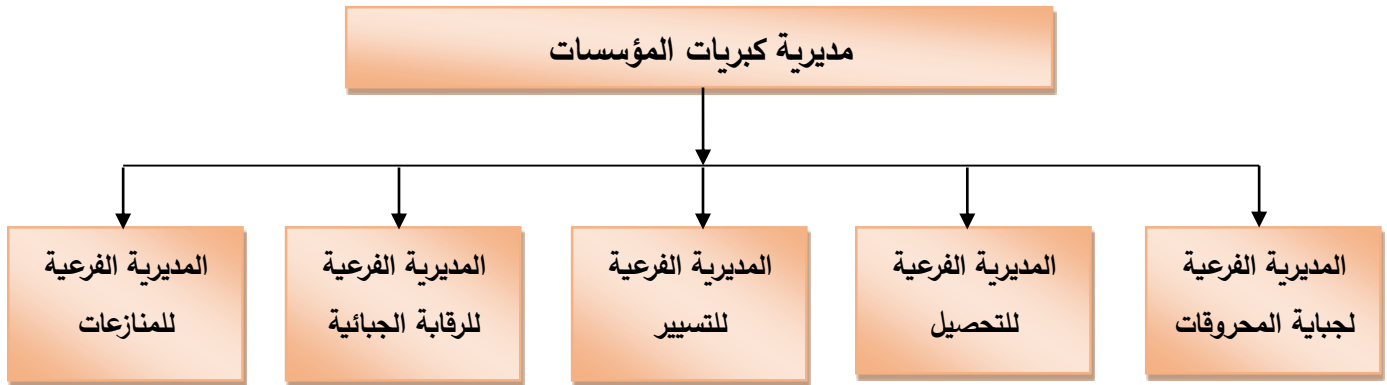 مديرية كبريات المؤسسات
المديرية الفرعية
لجباية المحروقات
المديرية الفرعية
للتحصيل
المديرية الفرعية
للتسيير
المديرية الفرعية
للرقابة الجبائية
المديرية الفرعية
للمنازعات